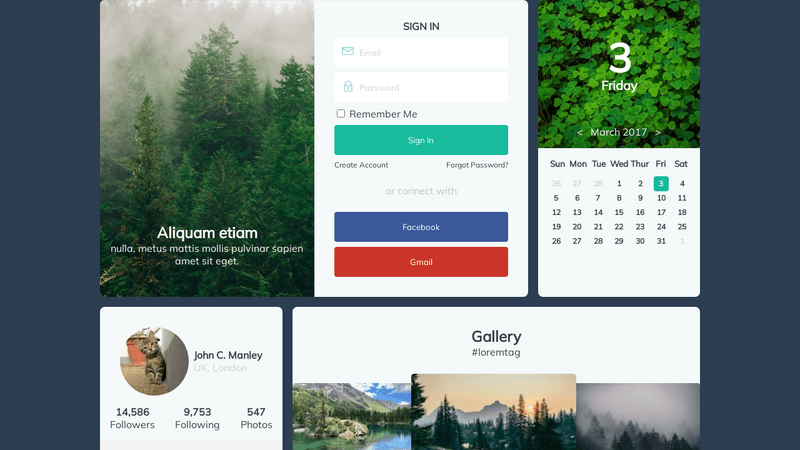 Aliquam etiam
nulla, metus mattis mollis pulvinar sapien
amet sit eget.
SIGN IN
Email
Password
Remember Me
Sign In
Create Account Forgot Password?
or connect with
Facebook
Gmail
3
Friday
< March 2017 >
Sun Mon Tue Wed Thur Fri Sat
26 27 28 1 2 3 4
5 6 7 8 9 10 11
12 13 14 15 16 17 18
19 20 21 22 23 24 25
26 27 28 29 30 31 1
John C. Manley
UK, London
14,586 9,753 547
Followers Following Photos
Gallery
#loremtag